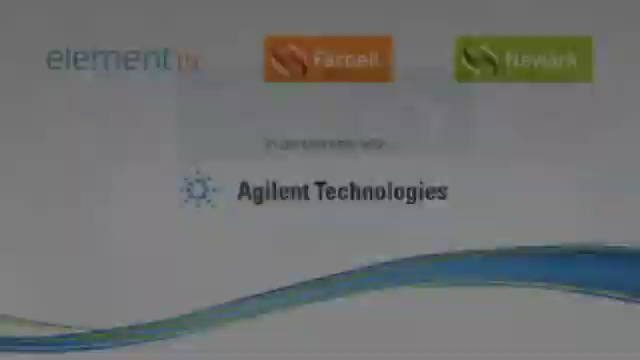 element14 Farnell Newark
in partnership with...
Agilent Technologies